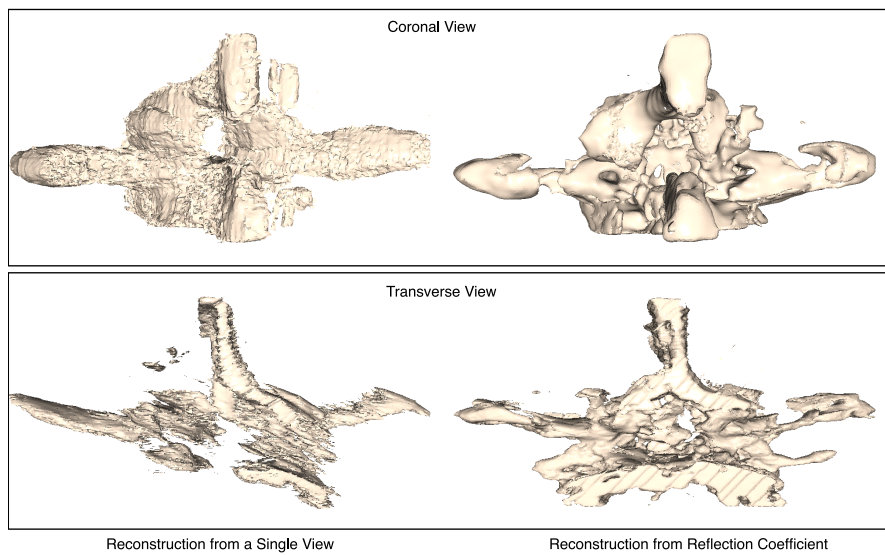 Coronal View
Transverse View
Reconstruction from a Single View
Reconstruction from Reflection Coefficient